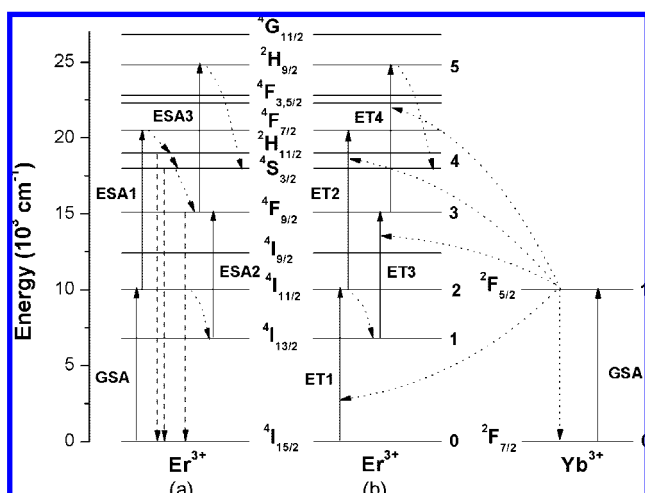 Energy (10³ cm⁻¹)
25
20
15
10
5
0
⁴G₁₁/₂
²H₉/₂
⁴F₃,₅/₂
⁴F₇/₂
²H₁₁/₂
⁴S₃/₂
⁴F₉/₂
⁴I₉/₂
⁴I₁₁/₂
⁴I₁₃/₂
⁴I₁₅/₂
ESA3
ESA1
ESA2
GSA
ET4
ET2
ET3
ET1
5
4
3
2
1
0
²F₅/₂
1
GSA
²F₇/₂
0
Er³⁺
Er³⁺
Yb³⁺
(a)
(b)